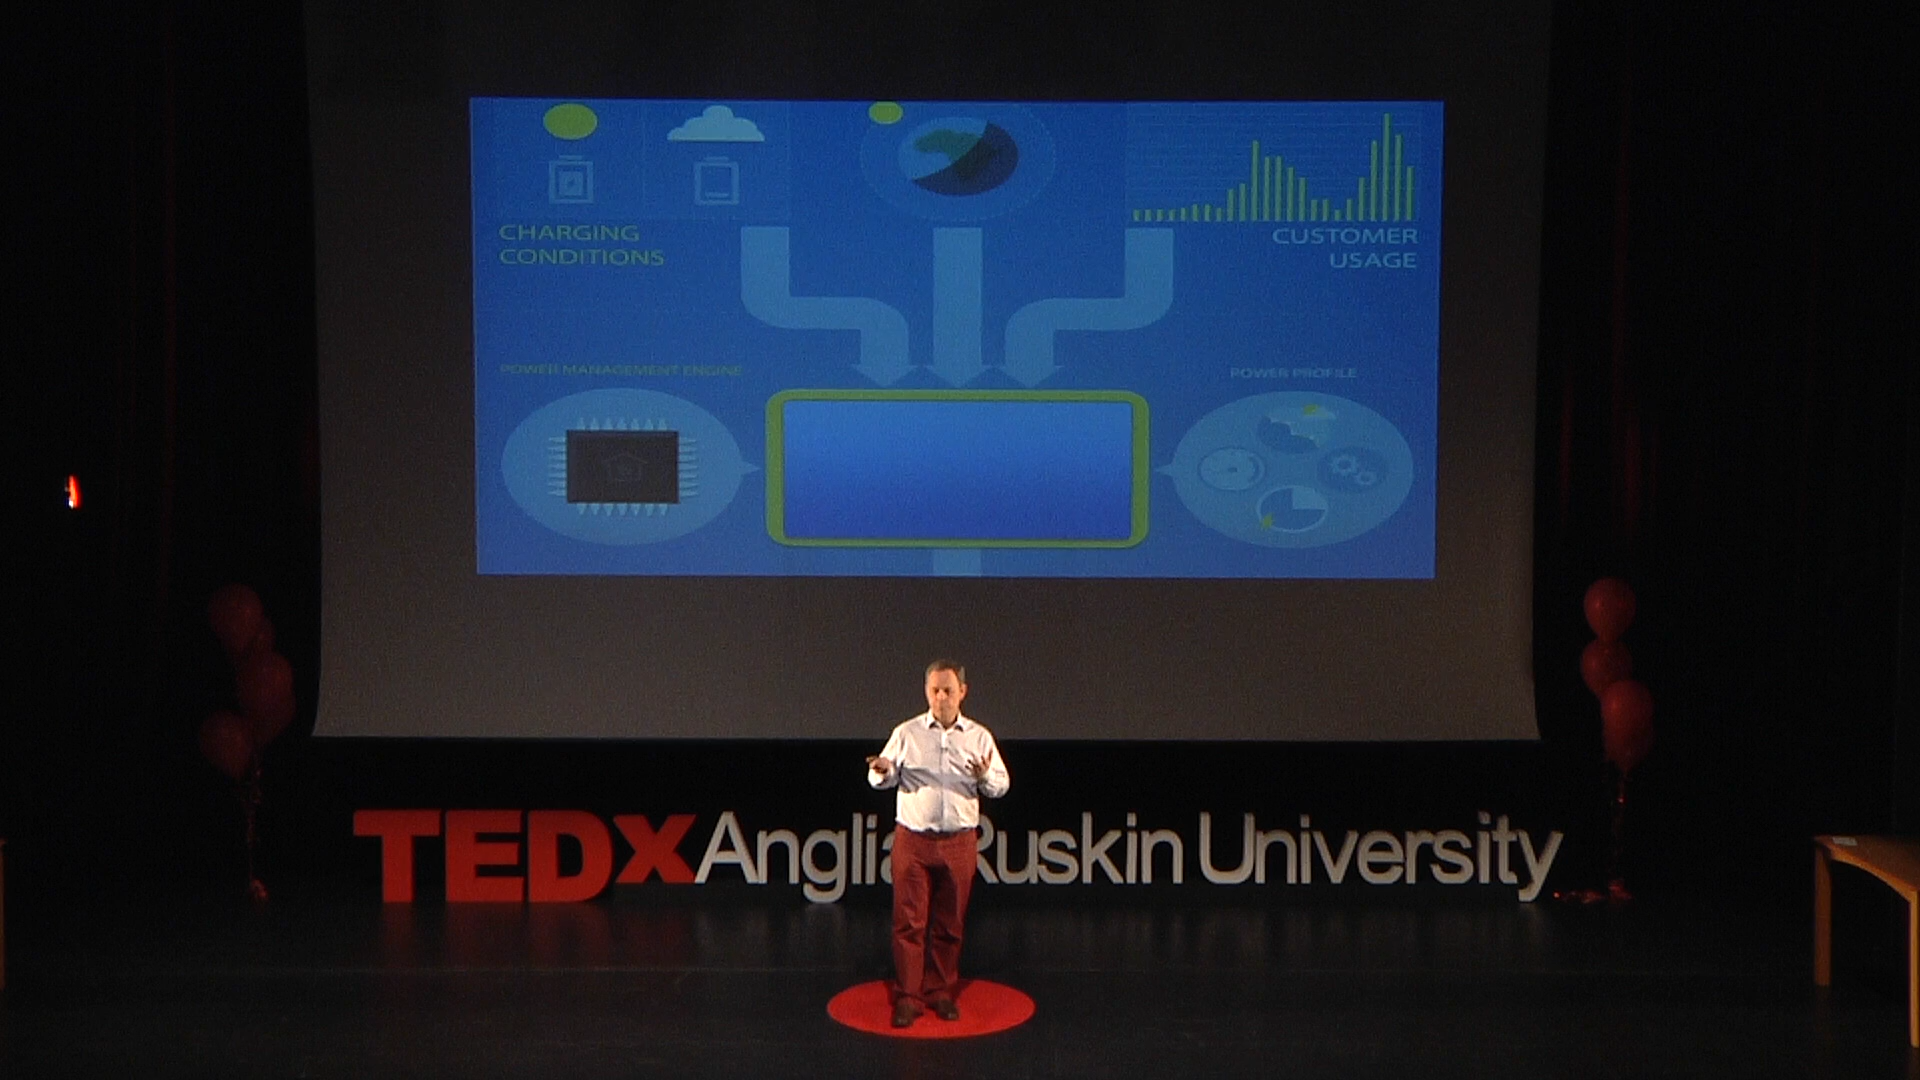 CHARGING
CONDITIONS
CUSTOMER
USAGE
POWER MANAGEMENT ENGINE
POWER PROFILE
TEDxAnglia Ruskin University